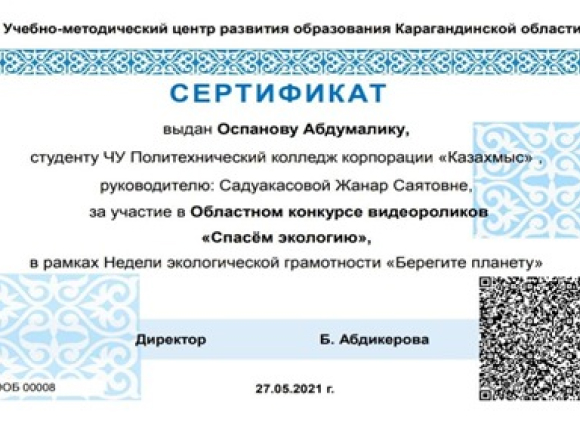 Учебно-методический центр развития образования Карагандинской области
СЕРТИФИКАТ
выдан Оспанову Абдумалику,
студенту ЧУ Политехнический колледж корпорации «Казахмыс» ,
руководителю: Садуакасовой Жанар Саятовне,
за участие в Областном конкурсе видеороликов
«Спасём экологию»,
в рамках Недели экологической грамотности «Берегите планету»
Директор Б. Абдикерова
ОБ 00008
27.05.2021 г.